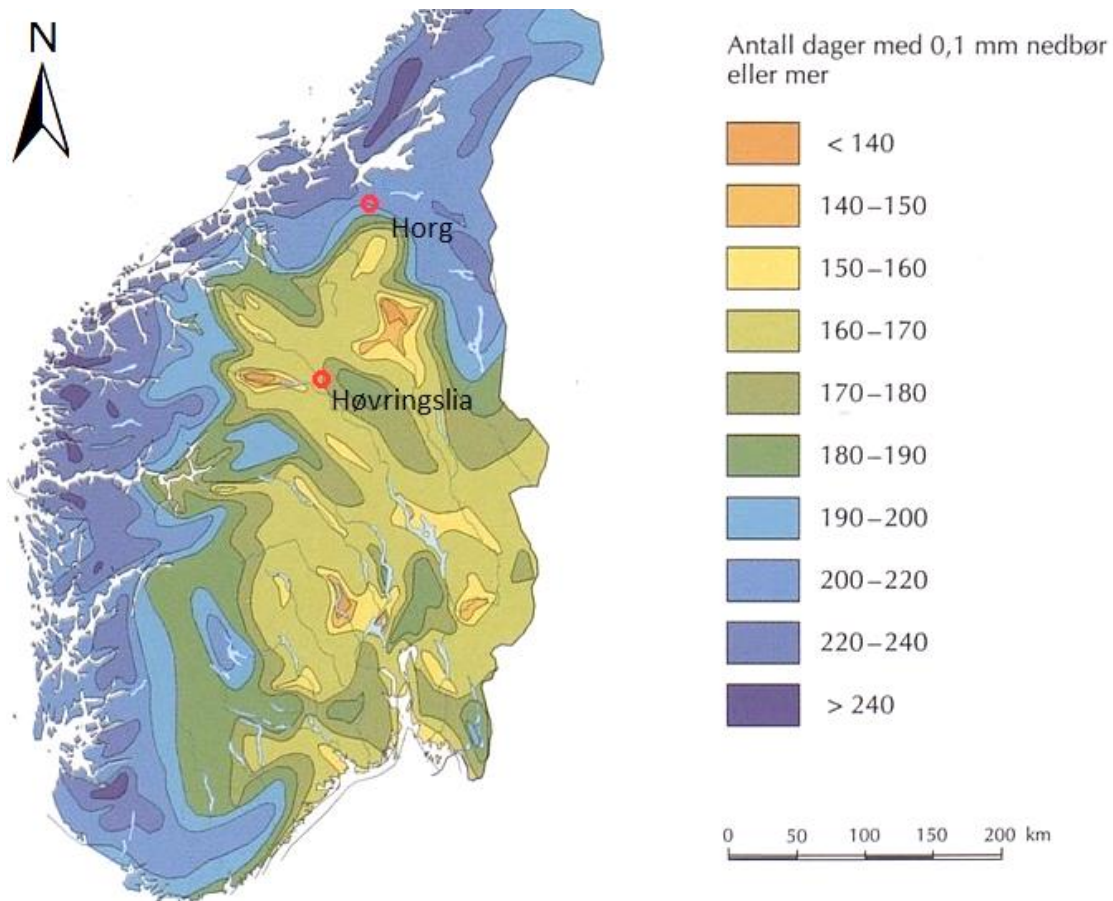 N
Horg
Høvringslia
Antall dager med 0,1 mm nedbør
eller mer
< 140
140–150
150–160
160–170
170–180
180–190
190–200
200–220
220–240
> 240
0 50 100 150 200 km